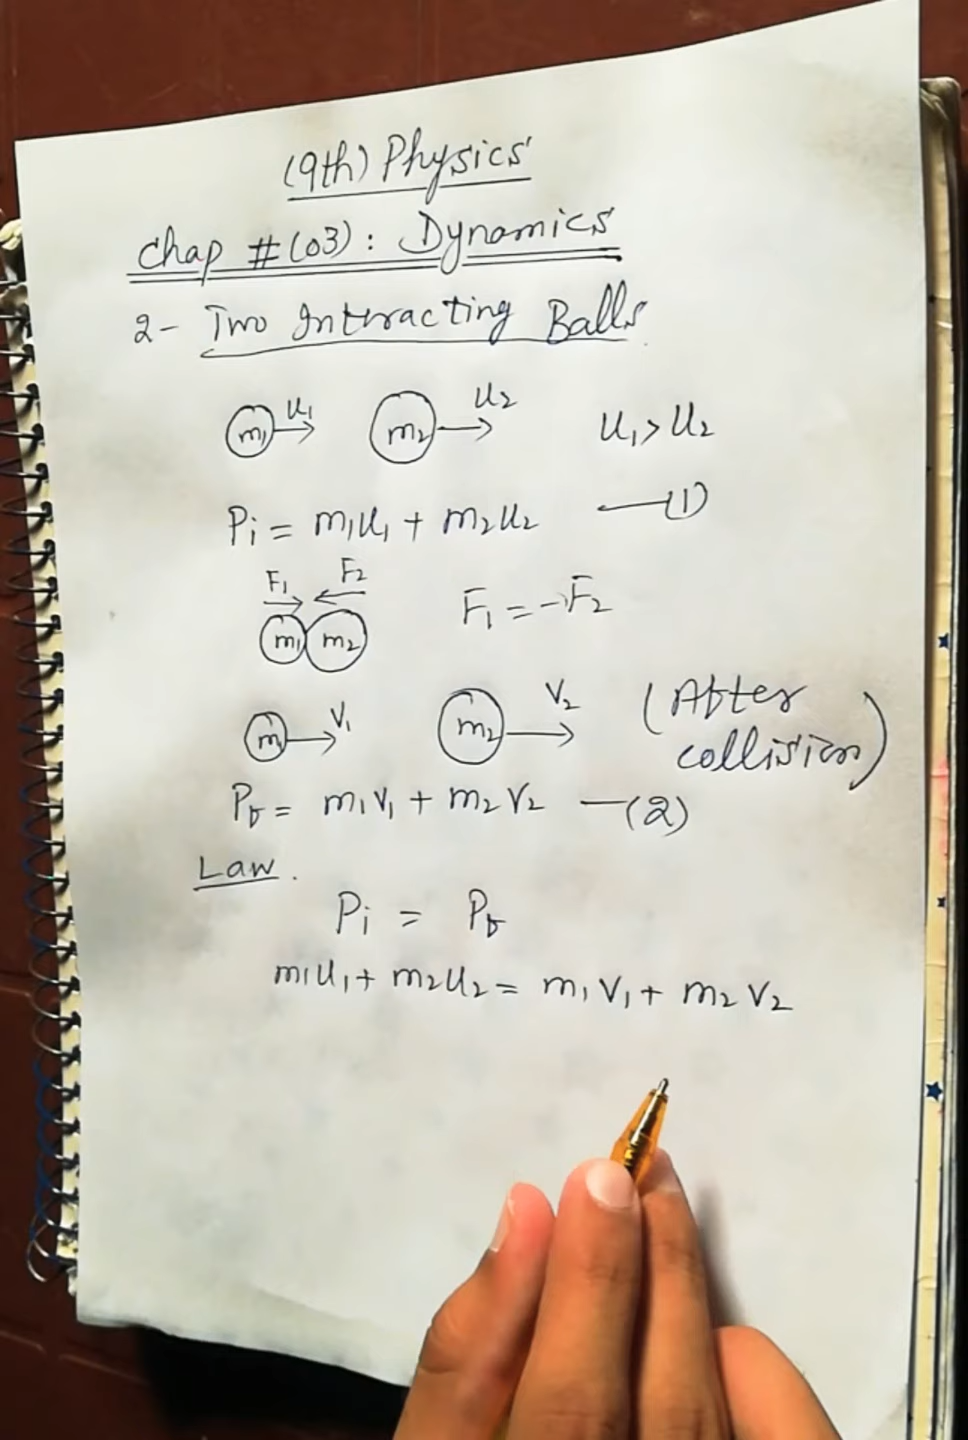 (9th) Physics
Chap #(03): Dynamics
2- Two Interacting Balls
m₁ u₁ m₂ u₂ u₁>u₂
Pi = m₁u₁ + m₂u₂ —(1)
F₁ F₂
m₁ m₂ F₁ = -F₂
m₁ V₁ m₂ V₂ (After
collision)
Pf = m₁V₁ + m₂V₂ —(2)
Law.
Pi = Pf
m₁u₁ + m₂u₂ = m₁V₁ + m₂V₂